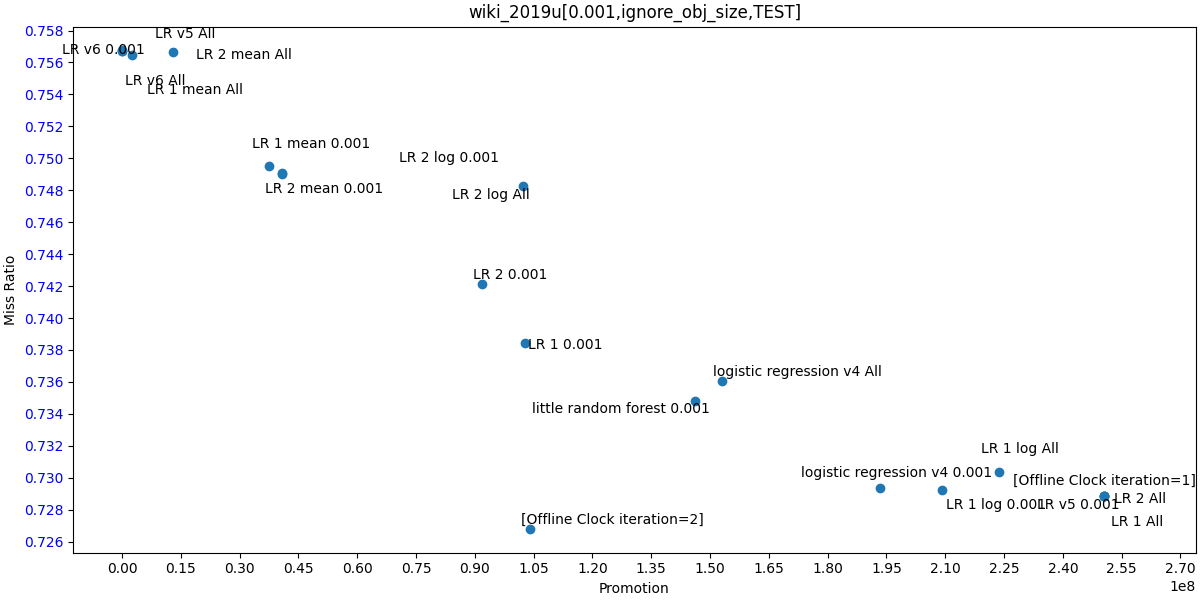 wiki_2019u[0.001,ignore_obj_size,TEST]
Miss Ratio
0.758
0.756
0.754
0.752
0.750
0.748
0.746
0.744
0.742
0.740
0.738
0.736
0.734
0.732
0.730
0.728
0.726
LR v5 All
LR v6 0.001
LR 2 mean All
LR v6 All
LR 1 mean All
LR 1 mean 0.001
LR 2 log 0.001
LR 2 mean 0.001
LR 2 log All
LR 2 0.001
LR 1 0.001
logistic regression v4 All
little random forest 0.001
LR 1 log All
logistic regression v4 0.001
[Offline Clock iteration=1]
LR 2 All
LR 1 log 0.001
LR v5 0.001
[Offline Clock iteration=2]
LR 1 All
0.00 0.15 0.30 0.45 0.60 0.75 0.90 1.05 1.20 1.35 1.50 1.65 1.80 1.95 2.10 2.25 2.40 2.55 2.70
1e8
Promotion